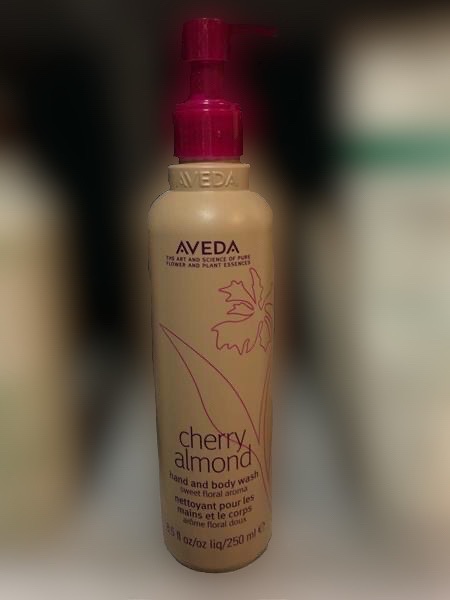 AVEDA
AVEDA
THE ART AND SCIENCE OF PURE
FLOWER AND PLANT ESSENCES
cherry
almond
hand and body wash
sweet floral aroma
nettoyant pour les
mains et le corps
arôme floral doux
8.5 fl oz/oz liq/250 ml ℮